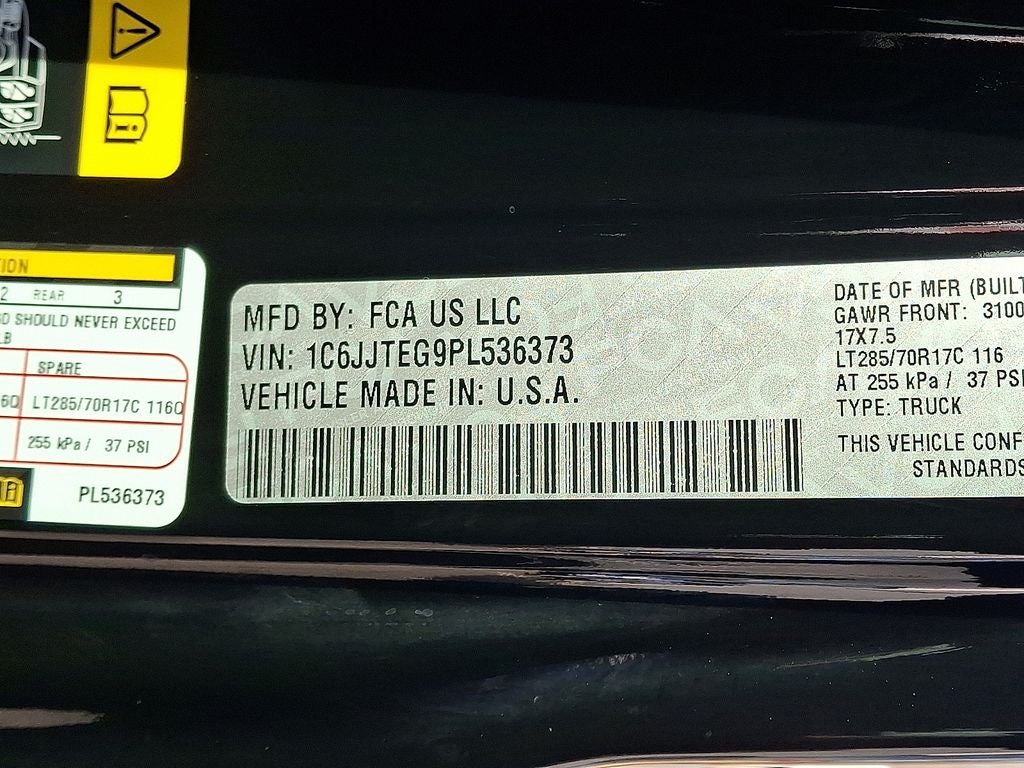 TION
2 REAR 3
SHOULD NEVER EXCEED
LB
SPARE
LT285/70R17C 116Q
255 kPa / 37 PSI
PL536373
MFD BY: FCA US LLC
VIN: 1C6JJTEG9PL536373
VEHICLE MADE IN: U.S.A.
DATE OF MFR (BUILT
GAWR FRONT: 3100
17X7.5
LT285/70R17C 116
AT 255 kPa / 37 PSI
TYPE: TRUCK
THIS VEHICLE CONF
STANDARDS